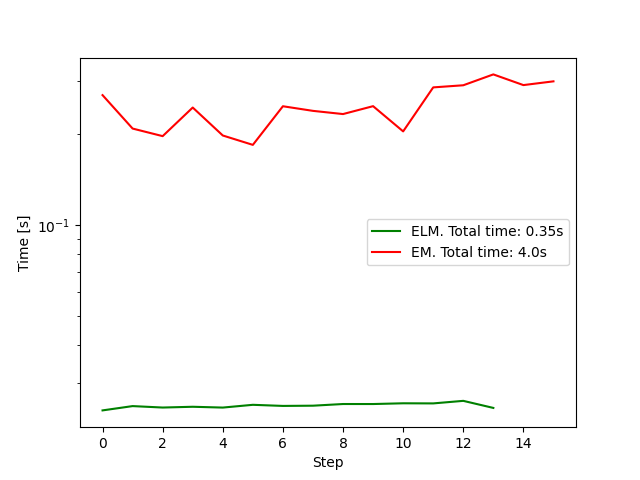 Time [s]
10⁻¹
ELM. Total time: 0.35s
EM. Total time: 4.0s
0 2 4 6 8 10 12 14
Step